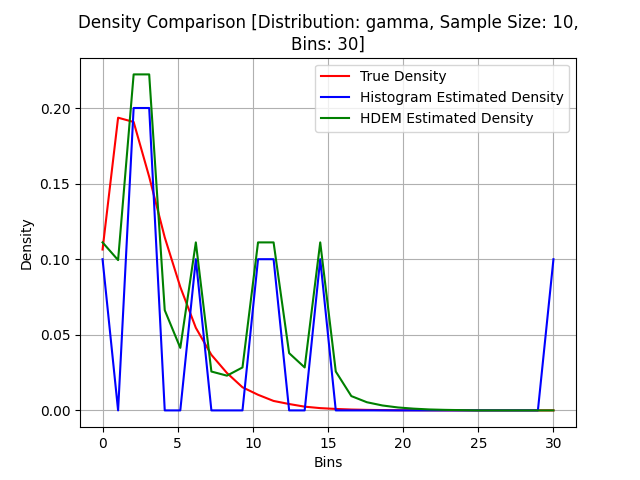 Density Comparison [Distribution: gamma, Sample Size: 10,
Bins: 30]
True Density
Histogram Estimated Density
HDEM Estimated Density
Density
0.20
0.15
0.10
0.05
0.00
0 5 10 15 20 25 30
Bins